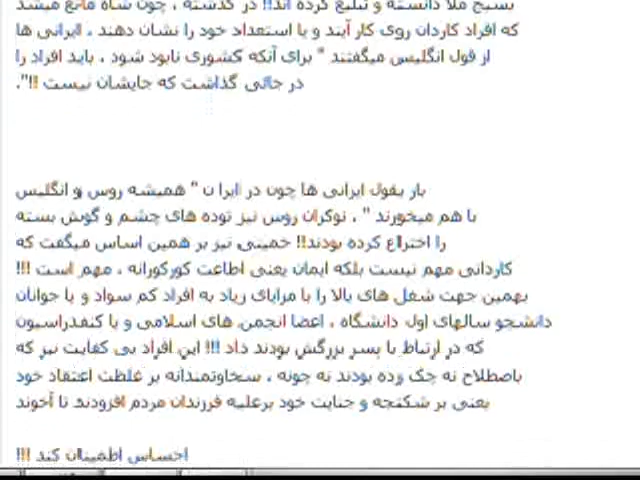 بسیج ملا دانسته و تبلیغ کرده اند!! در گذشته ، چون شاه مانع میشد
که افراد کاردان روی کار آیند و یا استعداد خود را نشان دهند ، ایرانی ها
از قول انگلیس میگفتند " برای آنکه کشوری نابود شود ، باید افراد را
در جائی گذاشت که جایشان نیست !!".
باز بقول ایرانی ها چون در ایرا ن " همیشه روس و انگلیس
با هم میخورند " ، نوکران روس نیز توده های چشم و گوش بسته
را اختراع کرده بودند!! خمینی نیز بر همین اساس میگفت که
کاردانی مهم نیست بلکه ایمان یعنی اطاعت کورکورانه ، مهم است !!!
بهمین جهت شغل های بالا را با مزایای زیاد به افراد کم سواد و یا جوانان
دانشجو سالهای اول دانشگاه ، اعضا انجمن های اسلامی و یا کنفدراسیون
که در ارتباط با پسر بزرگش بودند داد !!! این افراد بی کفایت نیز که
باصطلاح نه چک زده بودند نه چونه ، سخاوتمندانه بر غلظت اعتقاد خود
یعنی بر شکنجه و جنایت خود برعلیه فرزندان مردم افزودند تا آخوند
احساس اطمینان کند !!!